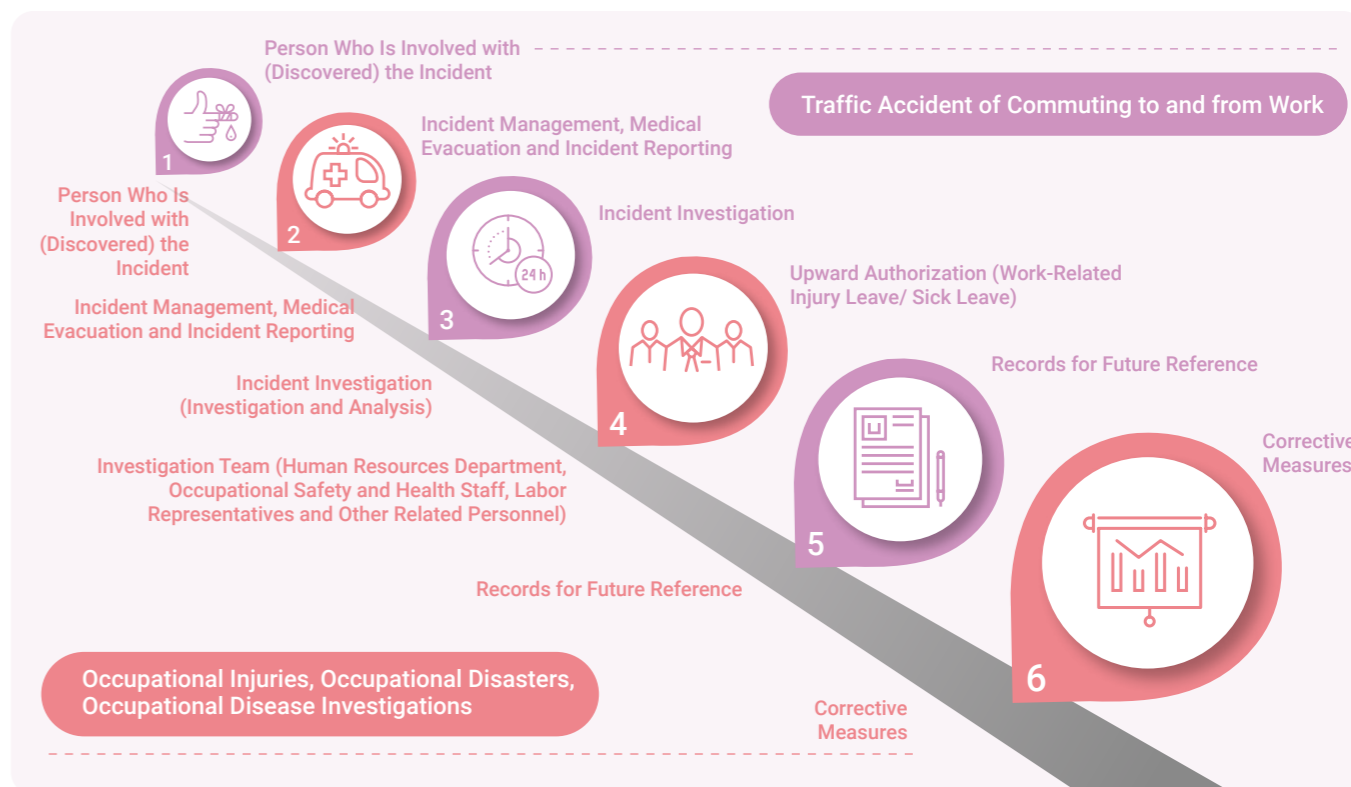 Person Who Is Involved with
(Discovered) the Incident
Traffic Accident of Commuting to and from Work
1
Incident Management, Medical
Evacuation and Incident Reporting
2
Person Who Is
Involved with
(Discovered) the
Incident
Incident Investigation
24 h
3
Incident Management, Medical
Evacuation and Incident Reporting
Upward Authorization (Work-Related
Injury Leave/ Sick Leave)
4
Incident Investigation
(Investigation and Analysis)
Records for Future Reference
5
Investigation Team (Human Resources Department,
Occupational Safety and Health Staff, Labor
Representatives and Other Related Personnel)
Corrective
Measures
6
Records for Future Reference
Occupational Injuries, Occupational Disasters,
Occupational Disease Investigations
Corrective
Measures